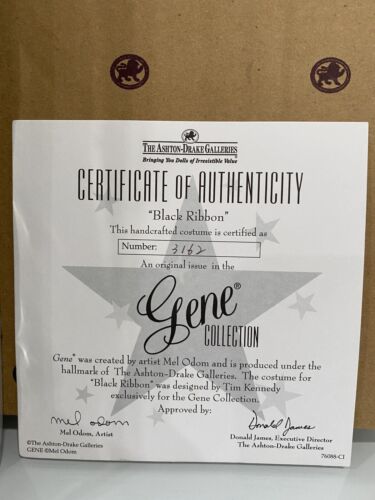 THE ASHTON-DRAKE GALLERIES
Bringing You Dolls of Irresistible Value
CERTIFICATE OF AUTHENTICITY
"Black Ribbon"
This handcrafted costume is certified as
Number: 3162
An original issue in the
Gene®
COLLECTION
Gene® was created by artist Mel Odom and is produced under the
hallmark of The Ashton-Drake Galleries. The costume for
"Black Ribbon" was designed by Tim Kennedy
exclusively for the Gene Collection.
Approved by:
mel odom
Donald James
Mel Odom, Artist
Donald James, Executive Director
The Ashton-Drake Galleries
©The Ashton-Drake Galleries
GENE ©Mel Odom
76088-CI